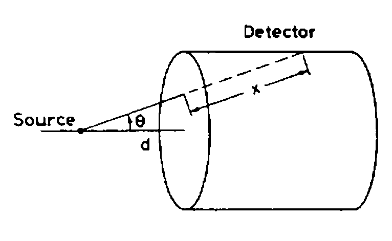 Detector
x
Source
θ
d